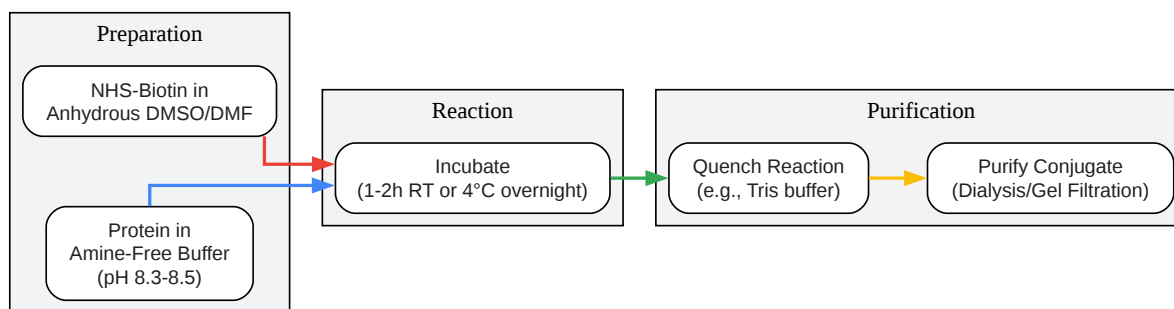 Preparation
NHS-Biotin in
Anhydrous DMSO/DMF
Protein in
Amine-Free Buffer
(pH 8.3-8.5)
Reaction
Incubate
(1-2h RT or 4°C overnight)
Purification
Quench Reaction
(e.g., Tris buffer)
Purify Conjugate
(Dialysis/Gel Filtration)